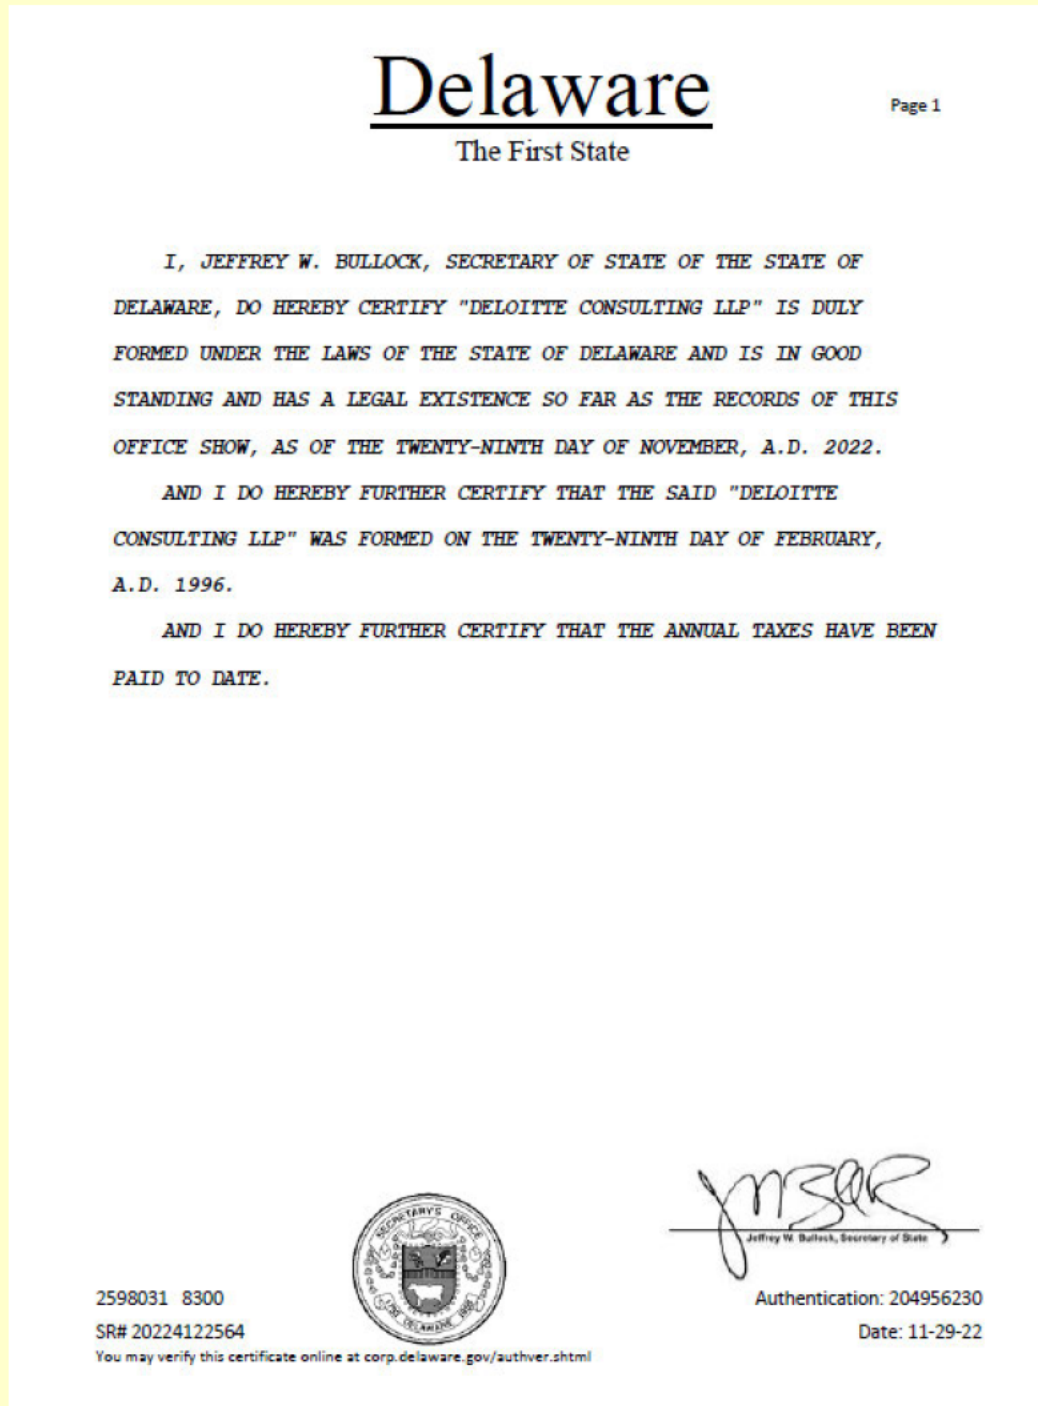 Delaware
Page 1
The First State
I, JEFFREY W. BULLOCK, SECRETARY OF STATE OF THE STATE OF
DELAWARE, DO HEREBY CERTIFY "DELOITTE CONSULTING LLP" IS DULY
FORMED UNDER THE LAWS OF THE STATE OF DELAWARE AND IS IN GOOD
STANDING AND HAS A LEGAL EXISTENCE SO FAR AS THE RECORDS OF THIS
OFFICE SHOW, AS OF THE TWENTY-NINTH DAY OF NOVEMBER, A.D. 2022.
AND I DO HEREBY FURTHER CERTIFY THAT THE SAID "DELOITTE
CONSULTING LLP" WAS FORMED ON THE TWENTY-NINTH DAY OF FEBRUARY,
A.D. 1996.
AND I DO HEREBY FURTHER CERTIFY THAT THE ANNUAL TAXES HAVE BEEN
PAID TO DATE.
Jeffrey W. Bullock, Secretary of State
SECRETARY'S OFFICE
DELAWARE
2598031 8300
SR# 20224122564
You may verify this certificate online at corp.delaware.gov/authver.shtml
Authentication: 204956230
Date: 11-29-22